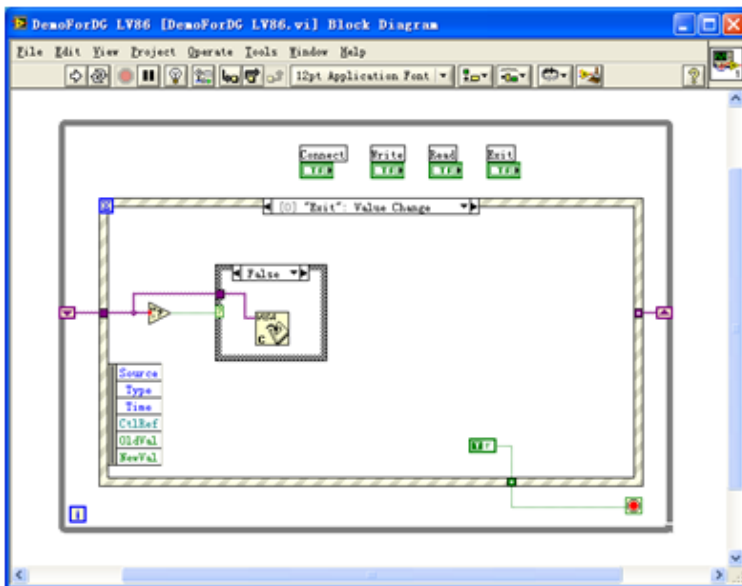 DemoForDG LV86 [DemoForDG LV86.vi] Block Diagram
File Edit View Project Operate Tools Window Help
12pt Application Font
Connect Write Read Exit
TF TF TF TF
[0] "Exit": Value Change
False
VISA
C
Source
Type
Time
CtlRef
OldVal
NewVal
i